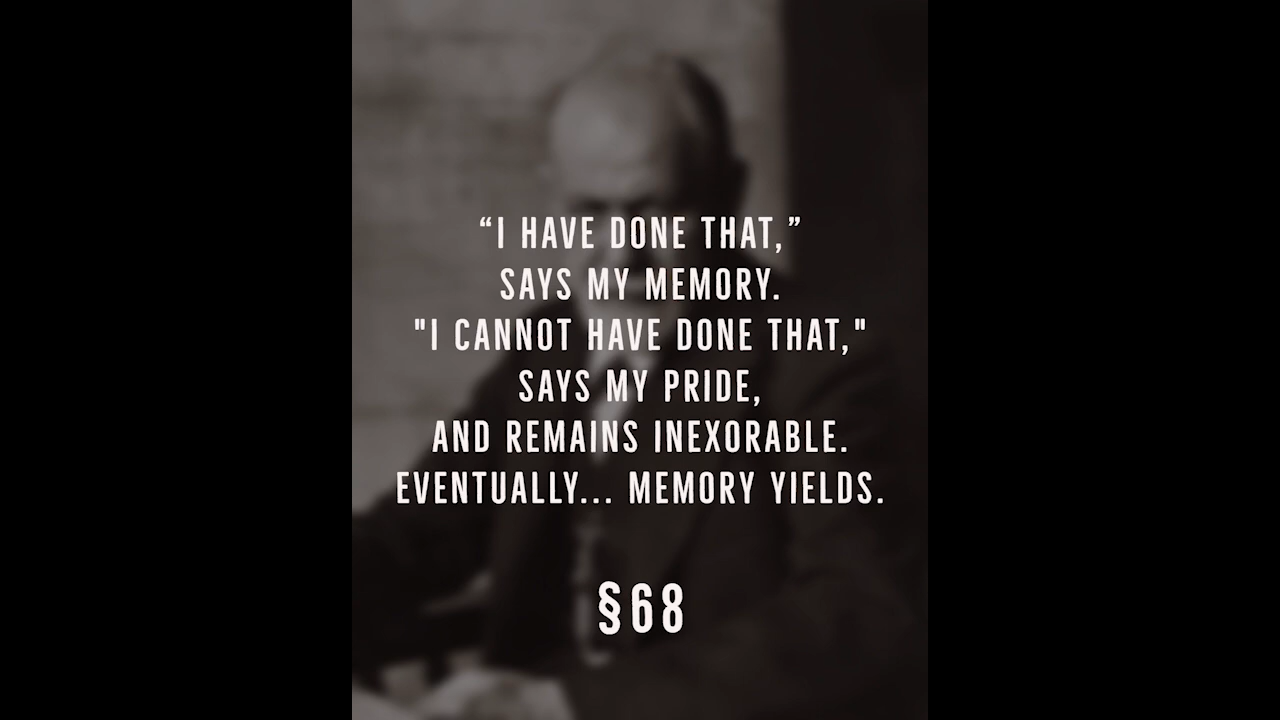 “I HAVE DONE THAT,”
SAYS MY MEMORY.
"I CANNOT HAVE DONE THAT,"
SAYS MY PRIDE,
AND REMAINS INEXORABLE.
EVENTUALLY... MEMORY YIELDS.
§68